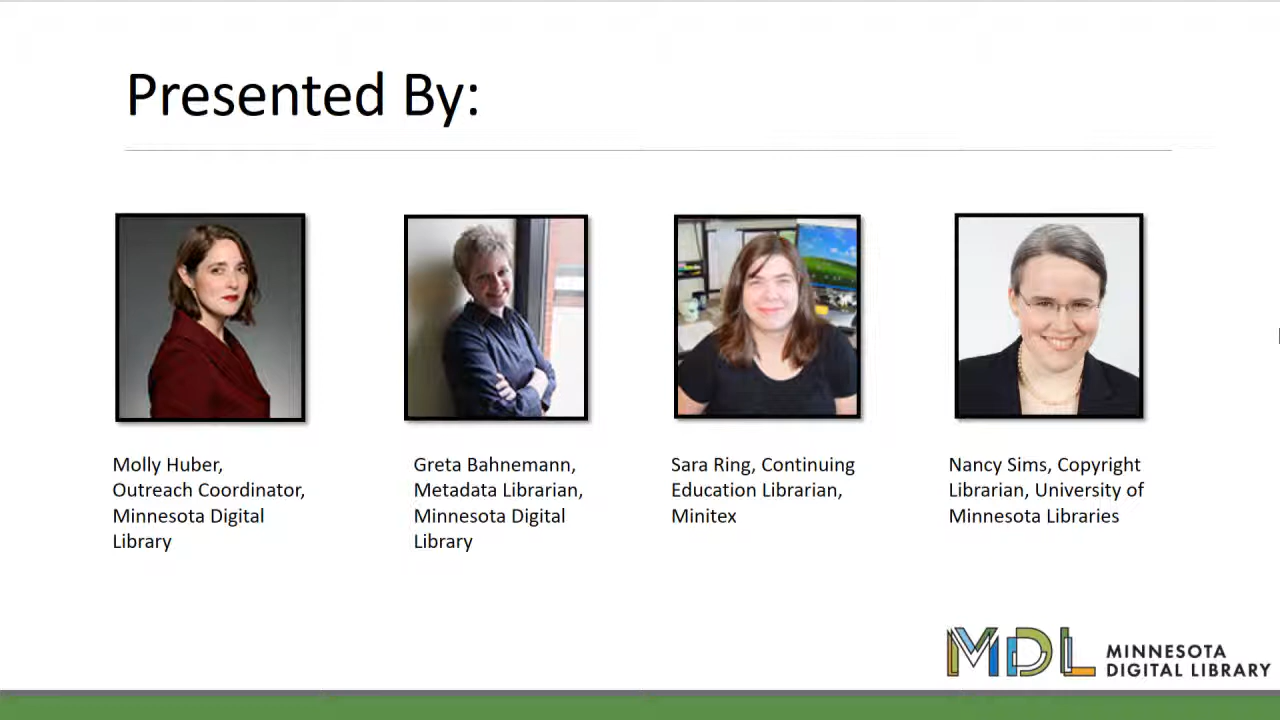 Presented By:
Molly Huber,
Outreach Coordinator,
Minnesota Digital
Library
Greta Bahnemann,
Metadata Librarian,
Minnesota Digital
Library
Sara Ring, Continuing
Education Librarian,
Minitex
Nancy Sims, Copyright
Librarian, University of
Minnesota Libraries
MDL
MINNESOTA
DIGITAL LIBRARY